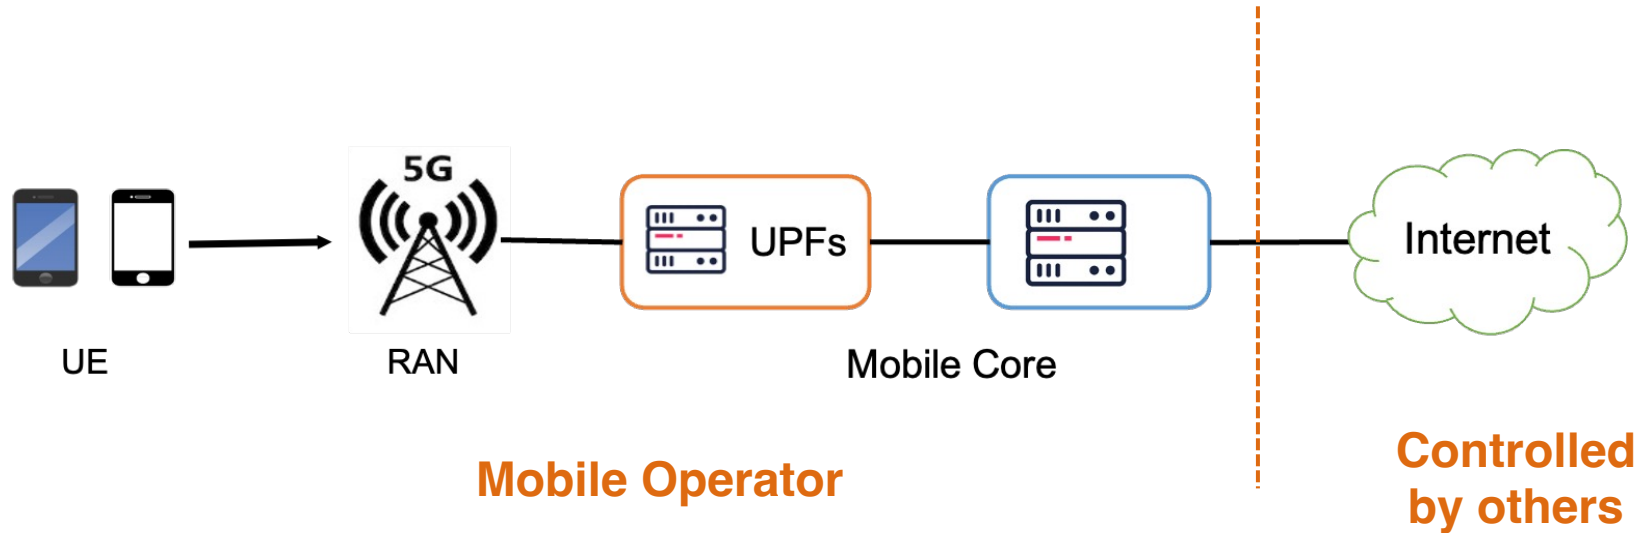 5G
UPFs
Internet
UE
RAN
Mobile Core
Mobile Operator
Controlled
by others